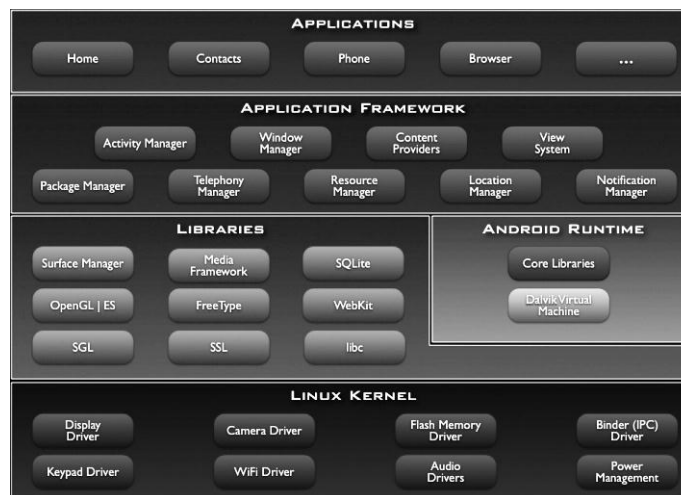 APPLICATIONS
Home Contacts Phone Browser ...
APPLICATION FRAMEWORK
Activity Manager Window Manager Content Providers View System
Package Manager Telephony Manager Resource Manager Location Manager Notification Manager
LIBRARIES ANDROID RUNTIME
Surface Manager Media Framework SQLite Core Libraries
OpenGL | ES FreeType WebKit Dalvik Virtual Machine
SGL SSL libc
LINUX KERNEL
Display Driver Camera Driver Flash Memory Driver Binder (IPC) Driver
Keypad Driver WiFi Driver Audio Drivers Power Management